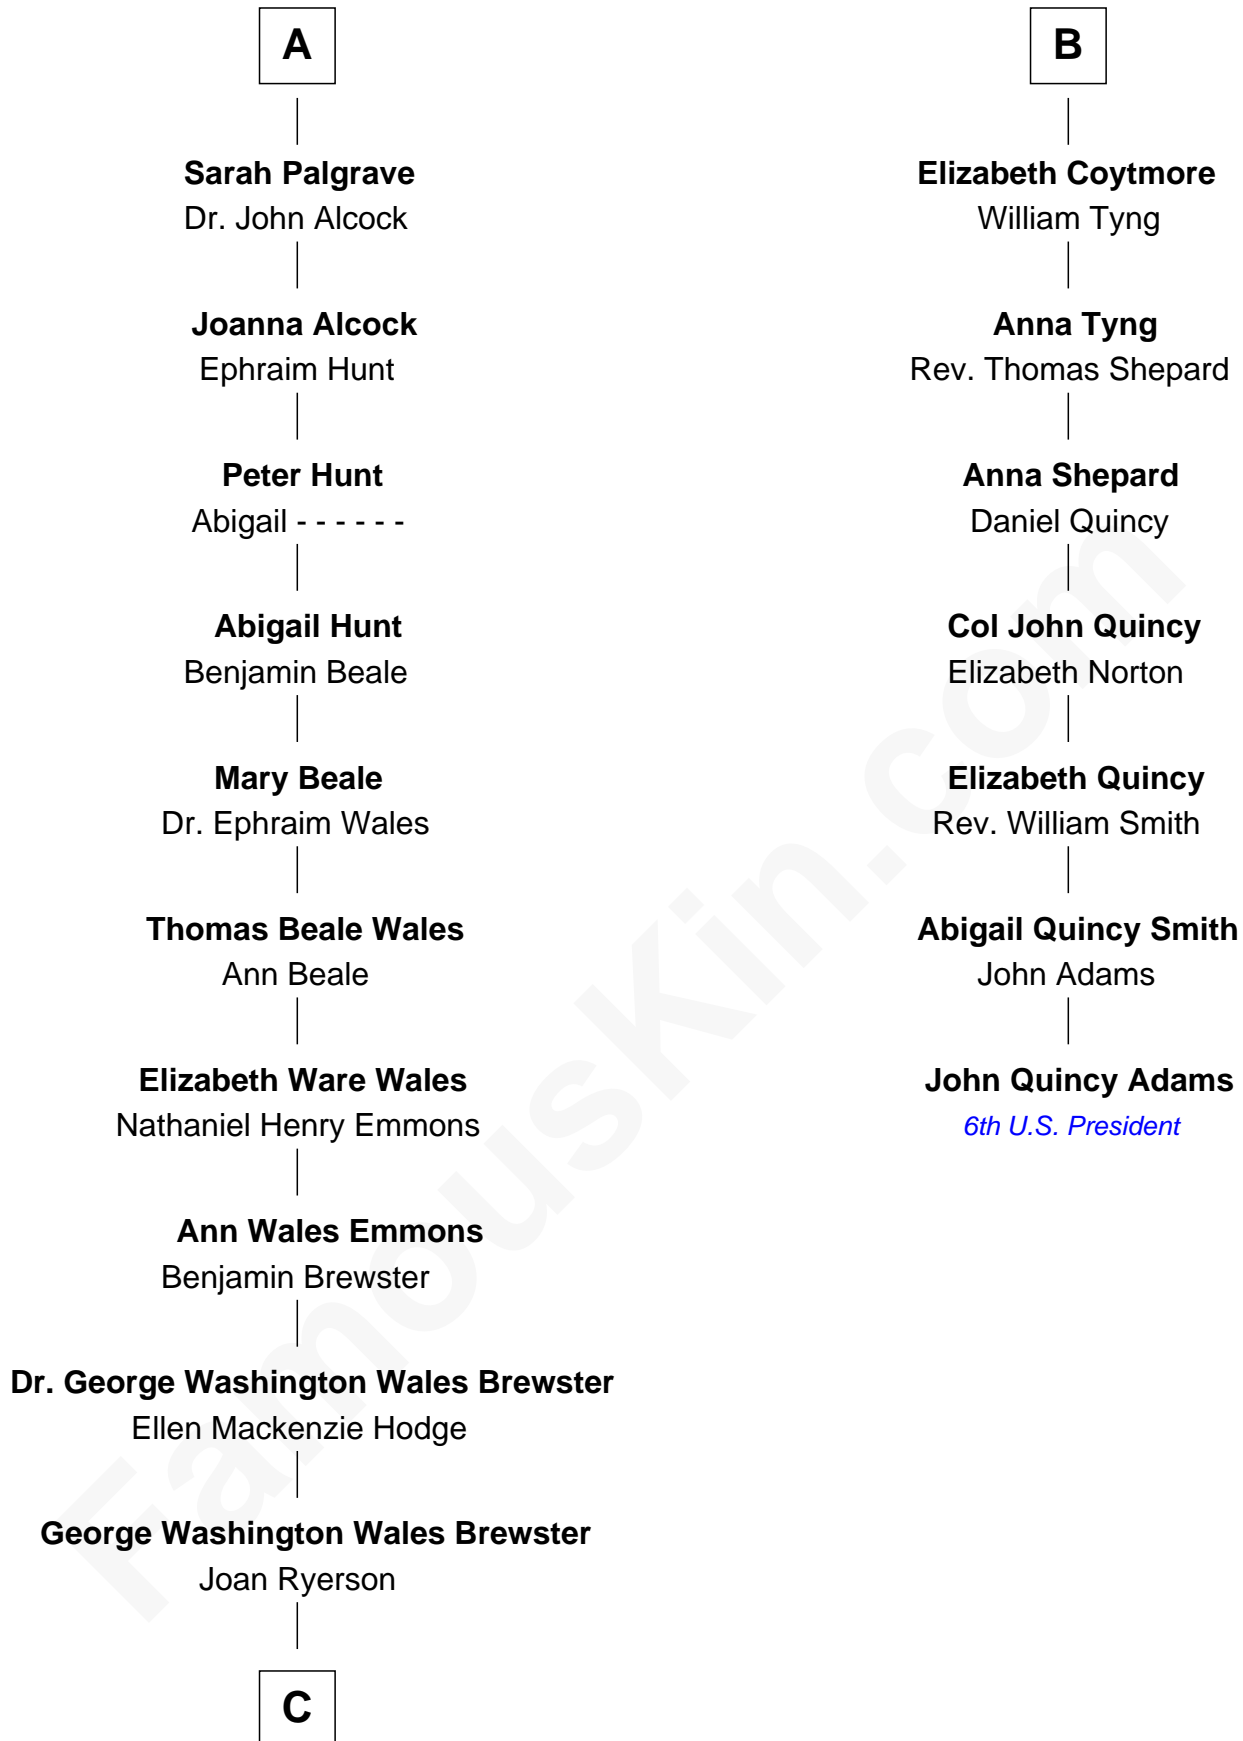 A
Sarah Palgrave
Dr. John Alcock
Joanna Alcock
Ephraim Hunt
Peter Hunt
Abigail - - - - - -
Abigail Hunt
Benjamin Beale
Mary Beale
Dr. Ephraim Wales
Thomas Beale Wales
Ann Beale
Elizabeth Ware Wales
Nathaniel Henry Emmons
Ann Wales Emmons
Benjamin Brewster
Dr. George Washington Wales Brewster
Ellen Mackenzie Hodge
George Washington Wales Brewster
Joan Ryerson
C
B
Elizabeth Coytmore
William Tyng
Anna Tyng
Rev. Thomas Shepard
Anna Shepard
Daniel Quincy
Col John Quincy
Elizabeth Norton
Elizabeth Quincy
Rev. William Smith
Abigail Quincy Smith
John Adams
John Quincy Adams
6th U.S. President
FamousKin.com